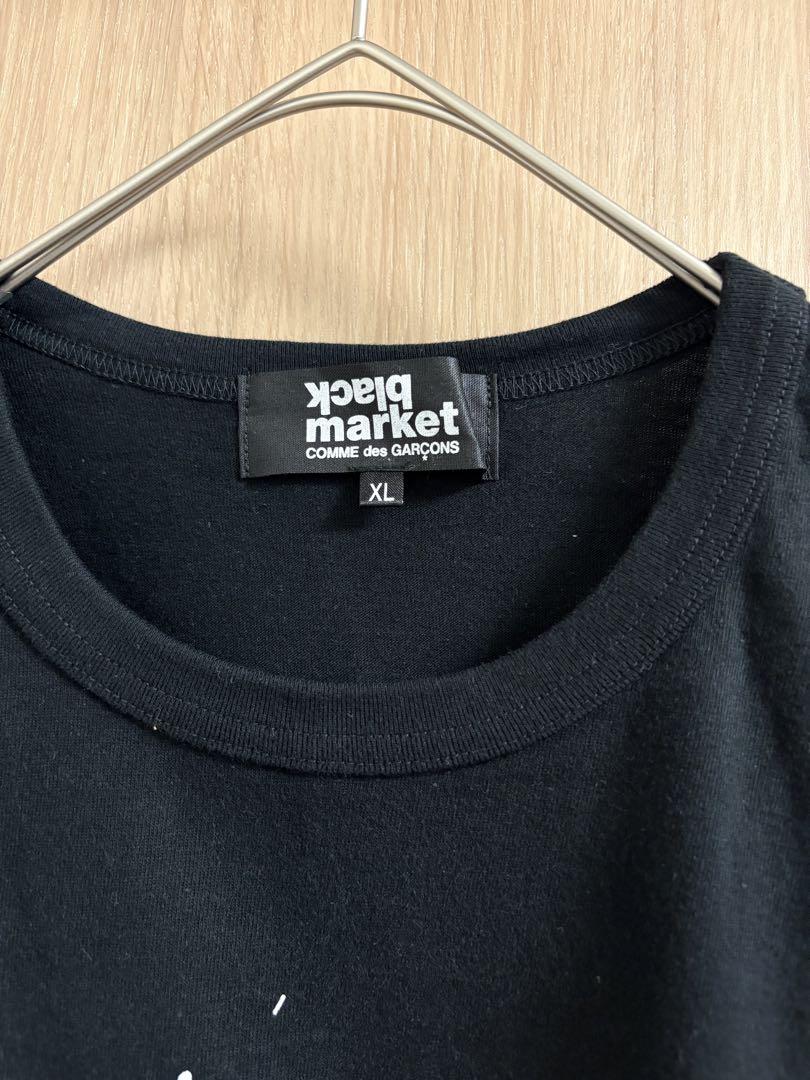 black
market
COMME des GARÇONS
XL